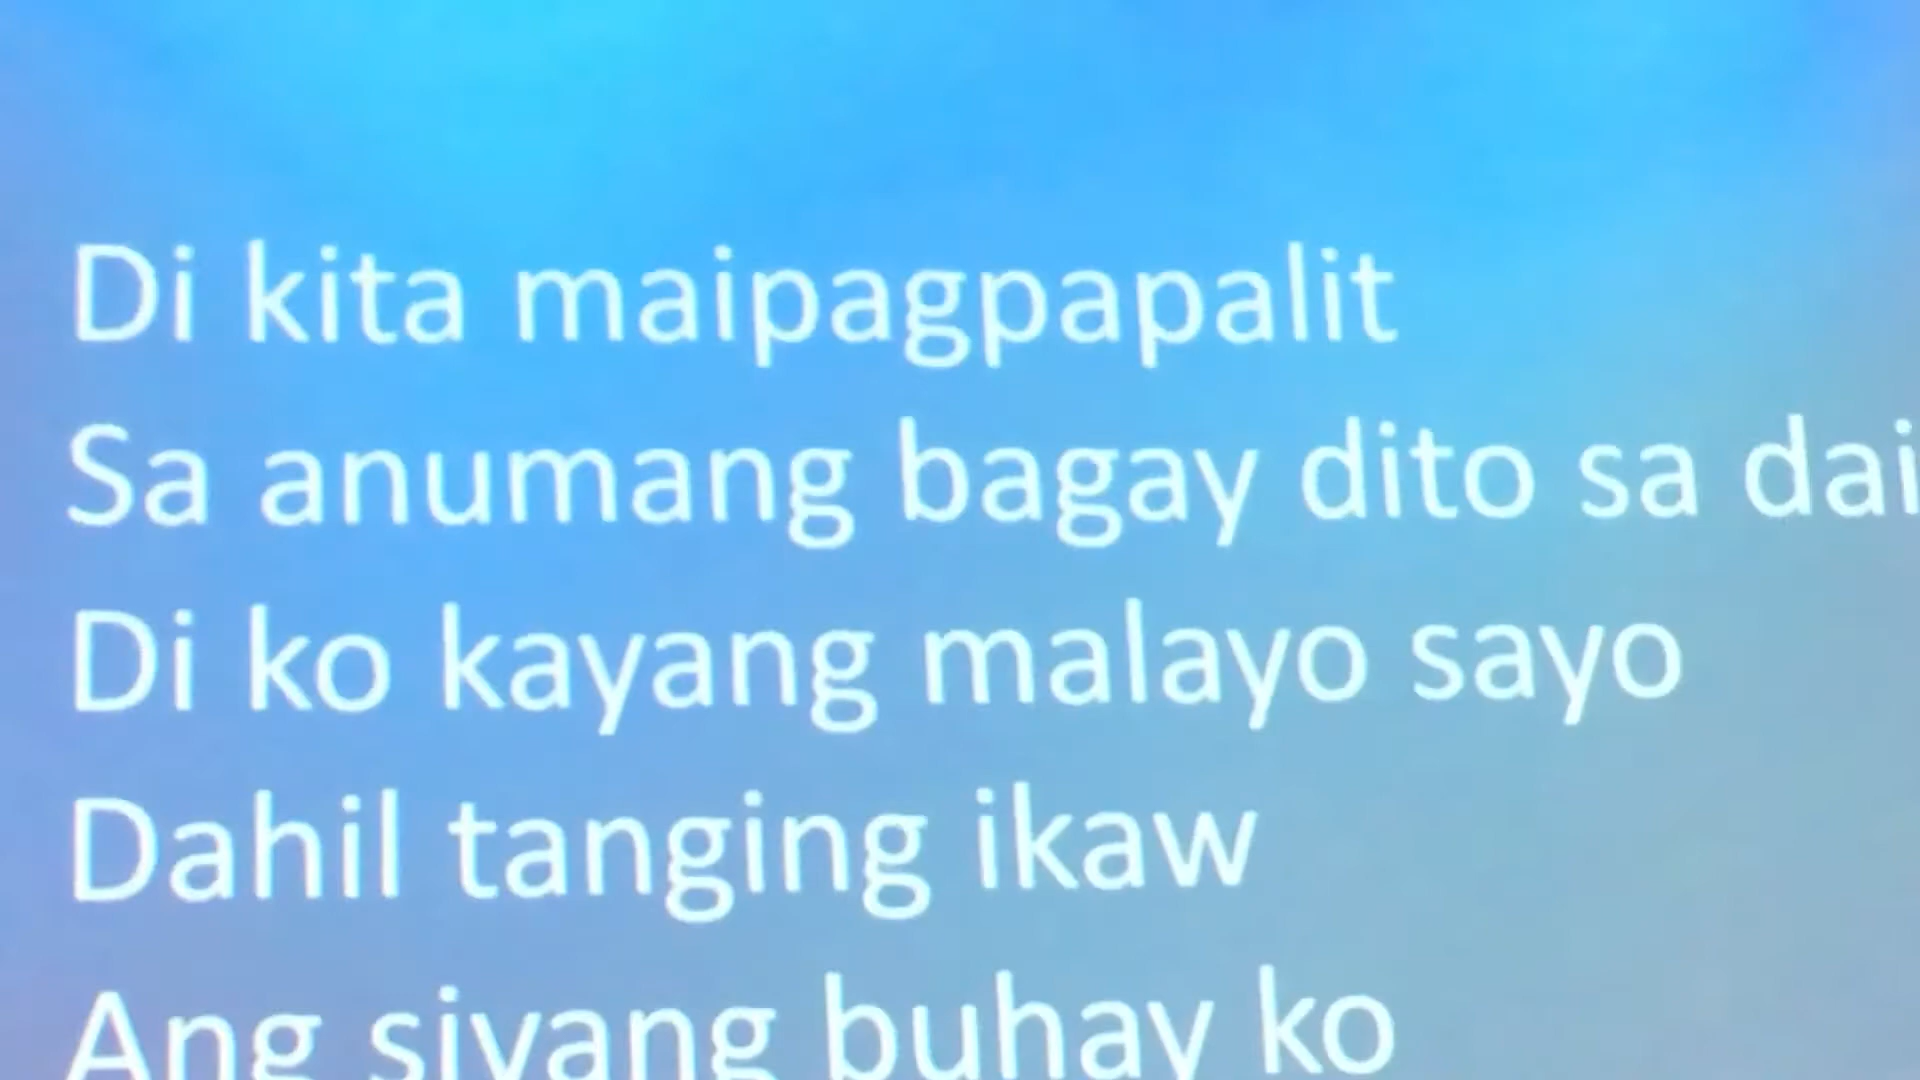 Di kita maipagpapalit
Sa anumang bagay dito sa dai
Di ko kayang malayo sayo
Dahil tanging ikaw
Ang siyang buhay ko